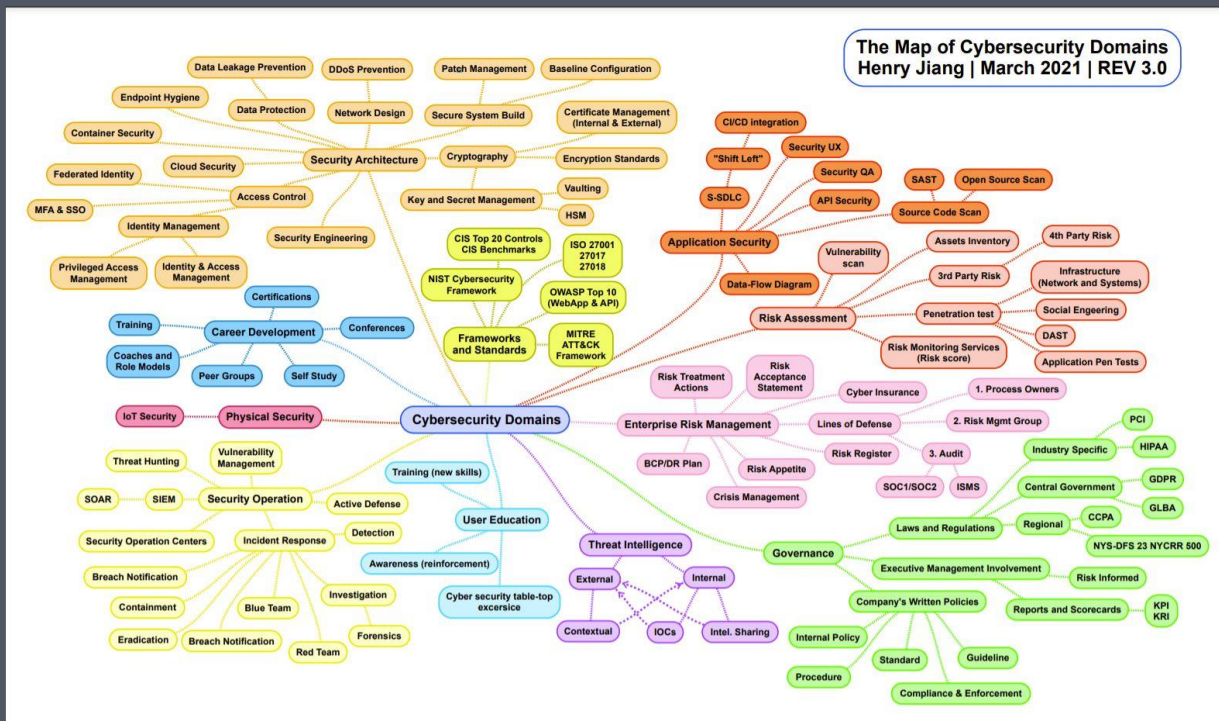 The Map of Cybersecurity Domains
Henry Jiang | March 2021 | REV 3.0
Data Leakage Prevention
DDoS Prevention
Patch Management
Baseline Configuration
Endpoint Hygiene
Data Protection
Network Design
Secure System Build
Certificate Management
(Internal & External)
Container Security
Security Architecture
Cryptography
Encryption Standards
Cloud Security
Federated Identity
Access Control
Key and Secret Management
Vaulting
HSM
MFA & SSO
Identity Management
Security Engineering
Privileged Access
Management
Identity & Access
Management
CI/CD integration
"Shift Left"
Security UX
Security QA
S-SDLC
API Security
SAST
Open Source Scan
Source Code Scan
Application Security
Data-Flow Diagram
CIS Top 20 Controls
CIS Benchmarks
ISO 27001
27017
27018
NIST Cybersecurity
Framework
OWASP Top 10
(WebApp & API)
Frameworks
and Standards
MITRE
ATT&CK
Framework
Vulnerability
scan
Assets Inventory
4th Party Risk
3rd Party Risk
Infrastructure
(Network and Systems)
Risk Assessment
Penetration test
Social Engeering
DAST
Risk Monitoring Services
(Risk score)
Application Pen Tests
Certifications
Training
Career Development
Conferences
Coaches and
Role Models
Peer Groups
Self Study
IoT Security
Physical Security
Cybersecurity Domains
Risk Treatment
Actions
Risk
Acceptance
Statement
Cyber Insurance
1. Process Owners
Enterprise Risk Management
Lines of Defense
2. Risk Mgmt Group
BCP/DR Plan
Risk Appetite
Risk Register
3. Audit
Crisis Management
SOC1/SOC2
ISMS
Vulnerability
Management
Threat Hunting
SOAR
SIEM
Security Operation
Active Defense
Security Operation Centers
Incident Response
Detection
Breach Notification
Investigation
Containment
Blue Team
Eradication
Breach Notification
Forensics
Red Team
Training (new skills)
User Education
Awareness (reinforcement)
Cyber security table-top
excersice
Threat Intelligence
External
Internal
Contextual
IOCs
Intel. Sharing
PCI
Industry Specific
HIPAA
Central Government
GDPR
GLBA
Laws and Regulations
Regional
CCPA
NYS-DFS 23 NYCRR 500
Governance
Executive Management Involvement
Risk Informed
Company's Written Policies
Reports and Scorecards
KPI
KRI
Internal Policy
Procedure
Standard
Guideline
Compliance & Enforcement